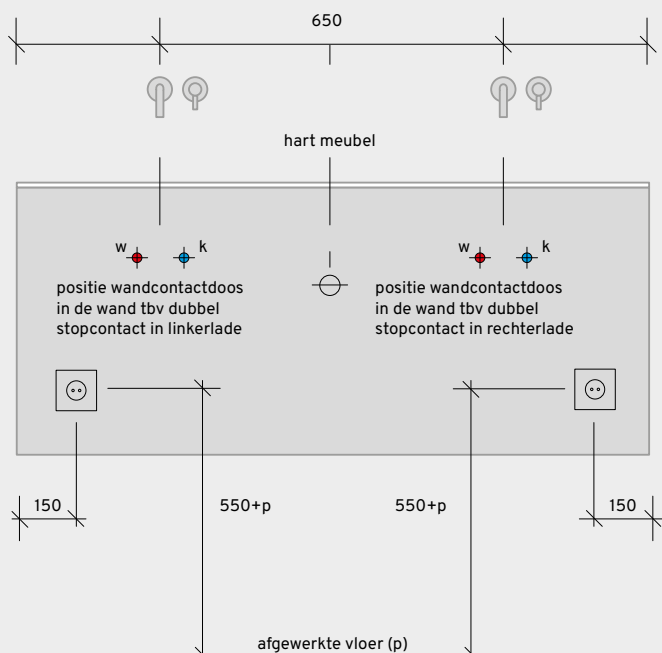 650
hart meubel
w k
w k
positie wandcontactdoos
in de wand tbv dubbel
stopcontact in linkerlade
positie wandcontactdoos
in de wand tbv dubbel
stopcontact in rechterlade
150
550+p
550+p
150
afgewerkte vloer (p)